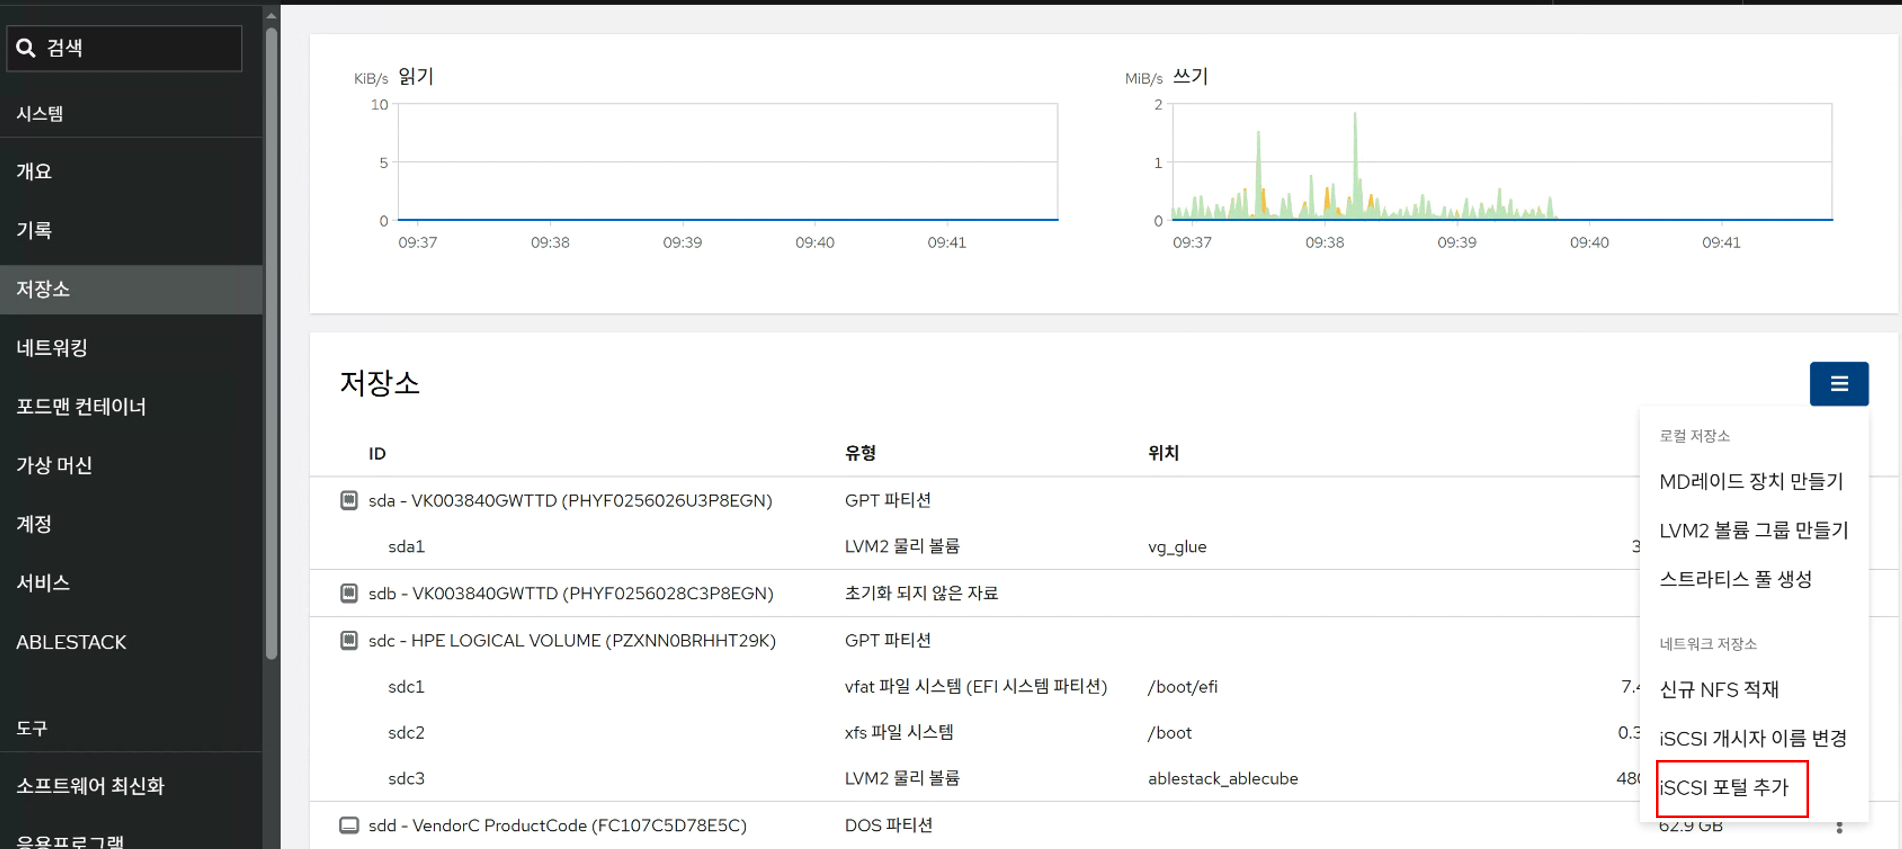 검색
시스템
개요
기록
저장소
네트워킹
포드맨 컨테이너
가상 머신
계정
서비스
ABLESTACK
도구
소프트웨어 최신화
응용프로그램
KiB/s 읽기
10
5
0
09:37 09:38 09:39 09:40 09:41
MiB/s 쓰기
2
1
0
09:37 09:38 09:39 09:40 09:41
저장소
ID 유형 위치
sda - VK003840GWTTD (PHYF0256026U3P8EGN) GPT 파티션
sda1 LVM2 물리 볼륨 vg_glue 3
sdb - VK003840GWTTD (PHYF0256028C3P8EGN) 초기화 되지 않은 자료
sdc - HPE LOGICAL VOLUME (PZXNN0BRHHT29K) GPT 파티션
sdc1 vfat 파일 시스템 (EFI 시스템 파티션) /boot/efi 7.4
sdc2 xfs 파일 시스템 /boot 0.3
sdc3 LVM2 물리 볼륨 ablestack_ablecube 480
sdd - VendorC ProductCode (FC107C5D78E5C) DOS 파티션 62.9 GB
로컬 저장소
MD레이드 장치 만들기
LVM2 볼륨 그룹 만들기
스트라티스 풀 생성
네트워크 저장소
신규 NFS 적재
iSCSI 개시자 이름 변경
iSCSI 포털 추가